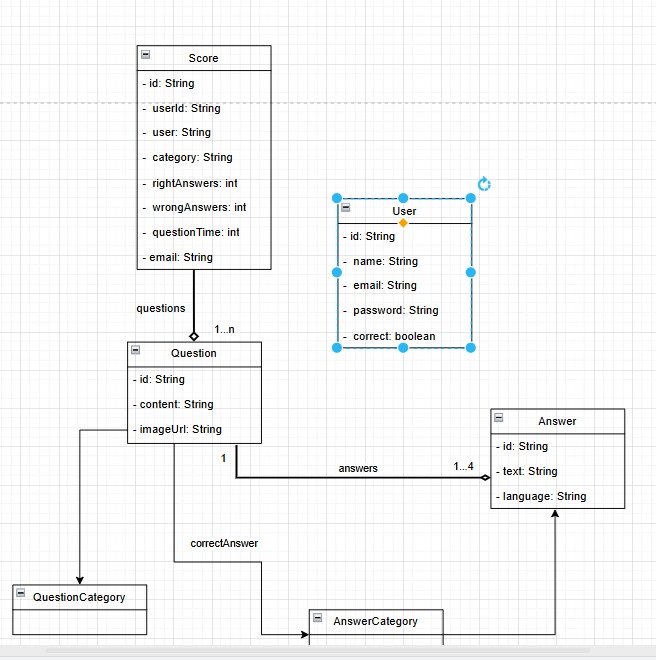 Score
- id: String
- userId: String
- user: String
- category: String
- rightAnswers: int
- wrongAnswers: int
- questionTime: int
- email: String
User
- id: String
- name: String
- email: String
- password: String
- correct: boolean
questions
1...n
Question
- id: String
- content: String
- imageUrl: String
1
answers
1...4
Answer
- id: String
- text: String
- language: String
correctAnswer
QuestionCategory
AnswerCategory